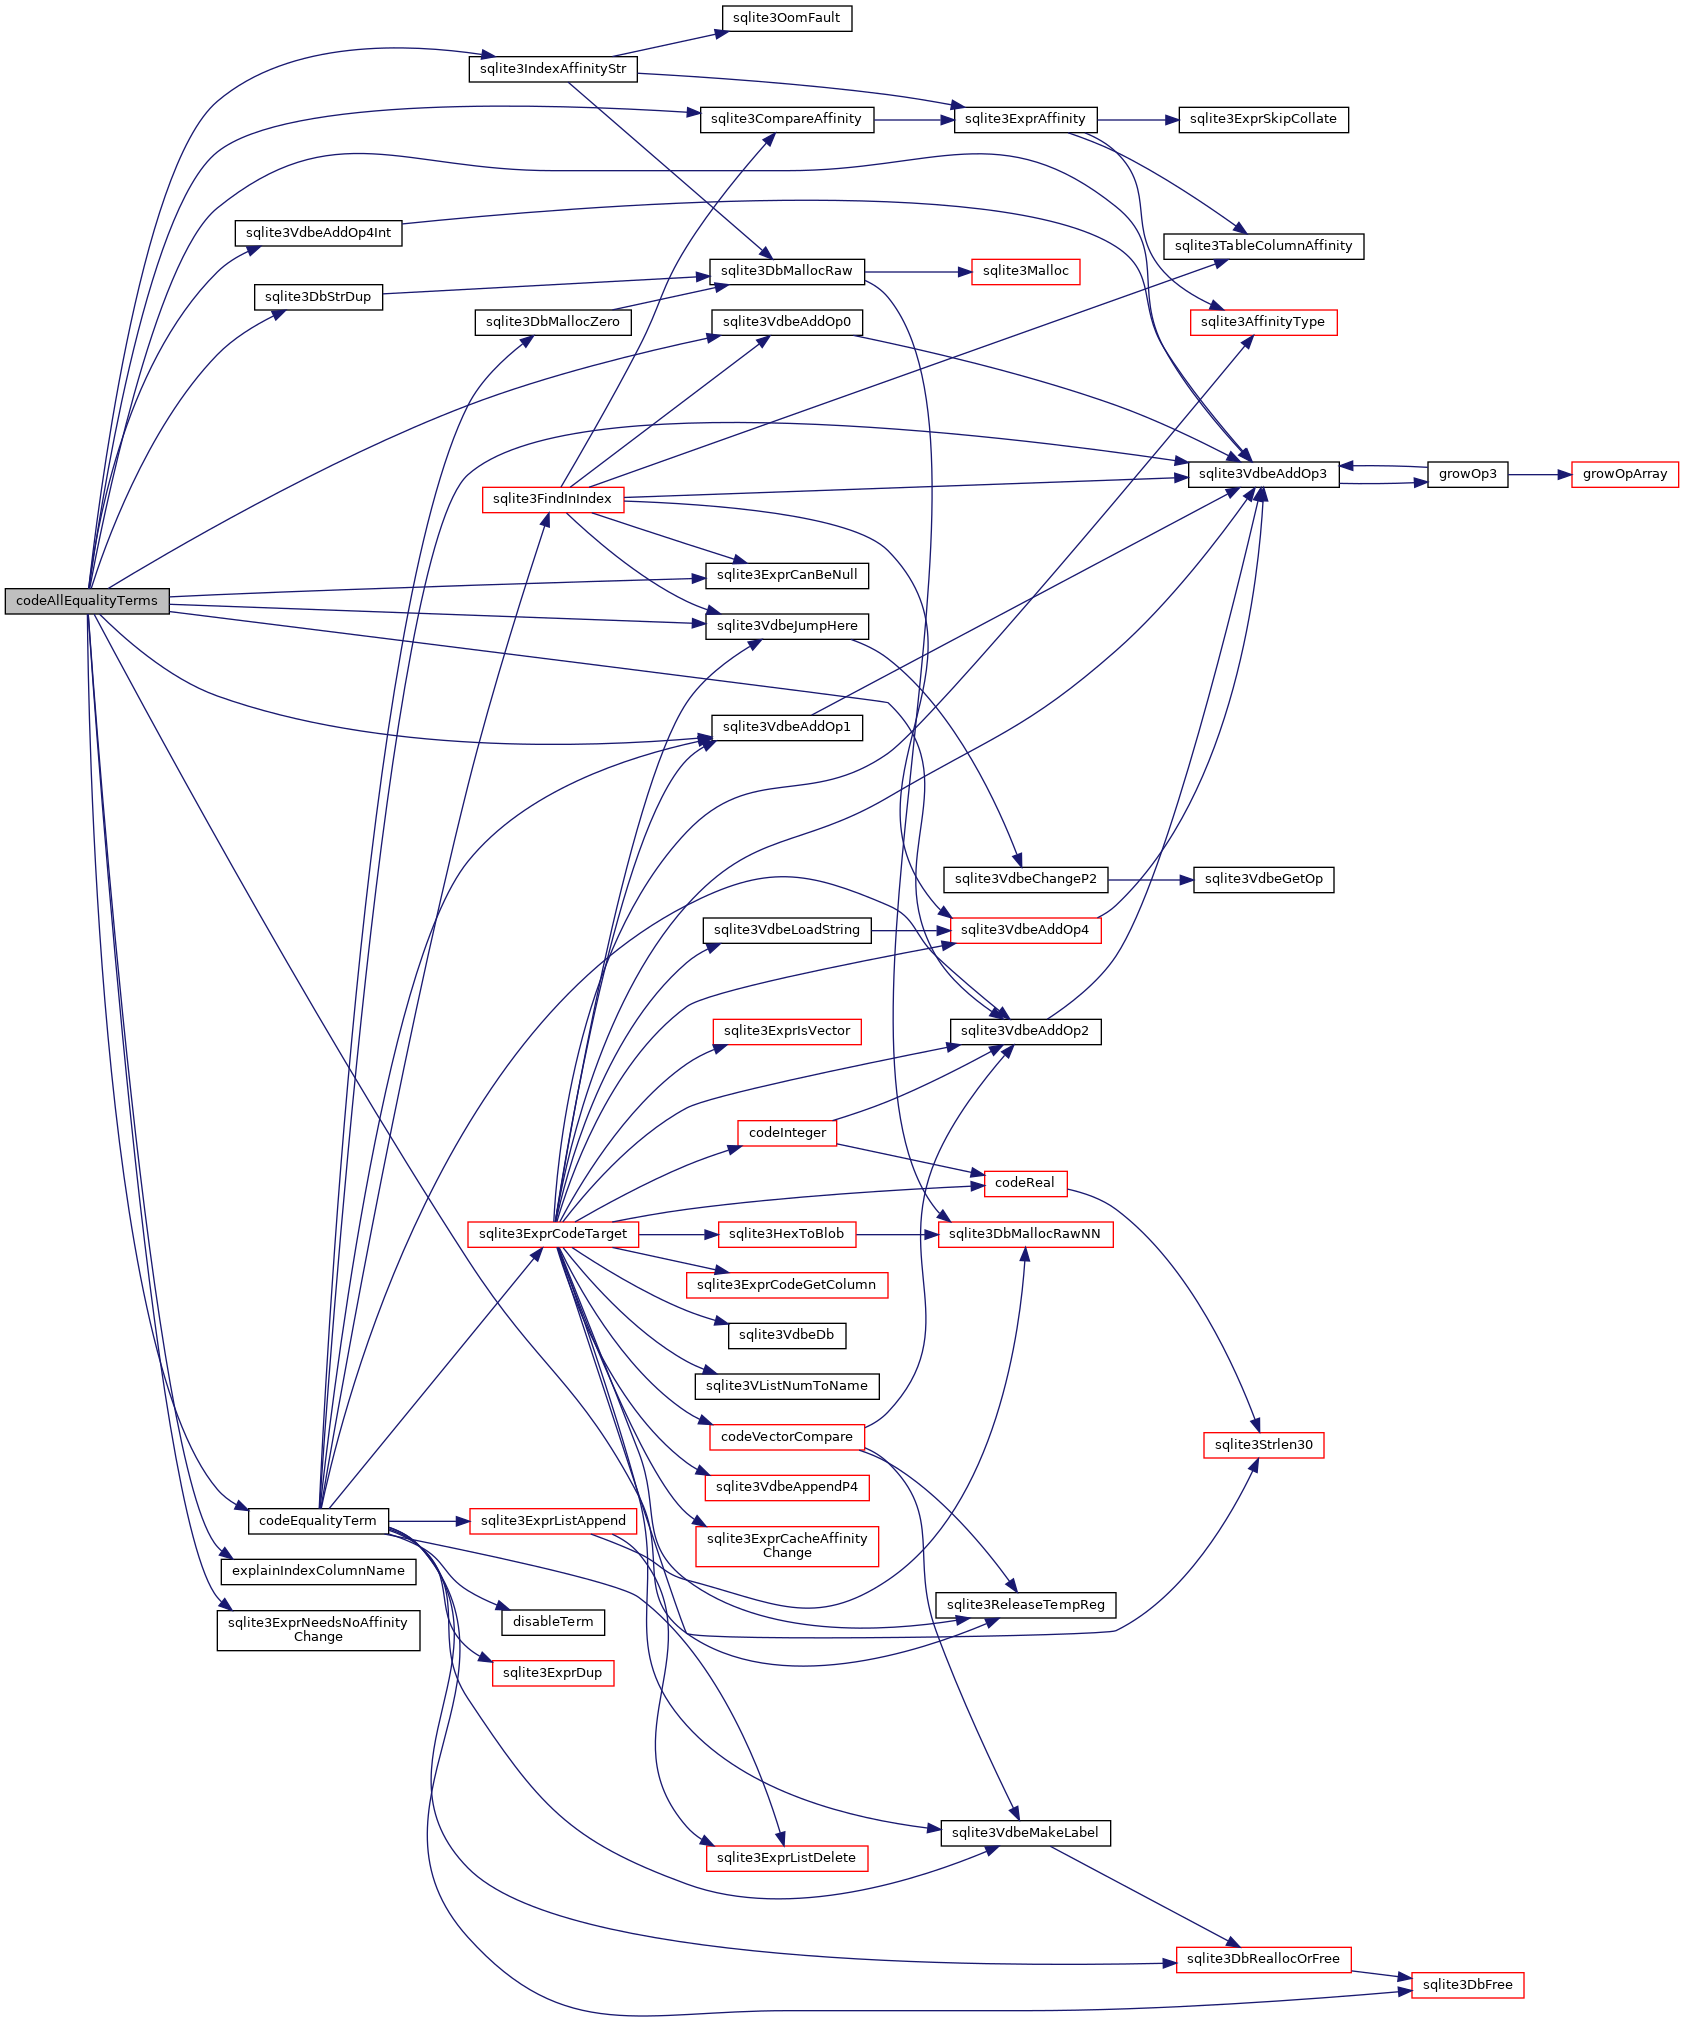 sqlite3OomFault
sqlite3IndexAffinityStr
sqlite3CompareAffinity
sqlite3ExprAffinity
sqlite3ExprSkipCollate
sqlite3VdbeAddOp4Int
sqlite3TableColumnAffinity
sqlite3DbMallocRaw
sqlite3Malloc
sqlite3DbStrDup
sqlite3DbMallocZero
sqlite3VdbeAddOp0
sqlite3AffinityType
sqlite3FindInIndex
sqlite3VdbeAddOp3
growOp3
growOpArray
sqlite3ExprCanBeNull
codeAllEqualityTerms
sqlite3VdbeJumpHere
sqlite3VdbeAddOp1
sqlite3VdbeChangeP2
sqlite3VdbeGetOp
sqlite3VdbeLoadString
sqlite3VdbeAddOp4
sqlite3ExprIsVector
sqlite3VdbeAddOp2
codeInteger
codeReal
sqlite3ExprCodeTarget
sqlite3HexToBlob
sqlite3DbMallocRawNN
sqlite3ExprCodeGetColumn
sqlite3VdbeDb
sqlite3VListNumToName
codeVectorCompare
sqlite3Strlen30
sqlite3VdbeAppendP4
codeEqualityTerm
sqlite3ExprListAppend
sqlite3ExprCacheAffinity
Change
explainIndexColumnName
sqlite3ReleaseTempReg
sqlite3ExprNeedsNoAffinity
Change
disableTerm
sqlite3ExprDup
sqlite3VdbeMakeLabel
sqlite3ExprListDelete
sqlite3DbReallocOrFree
sqlite3DbFree